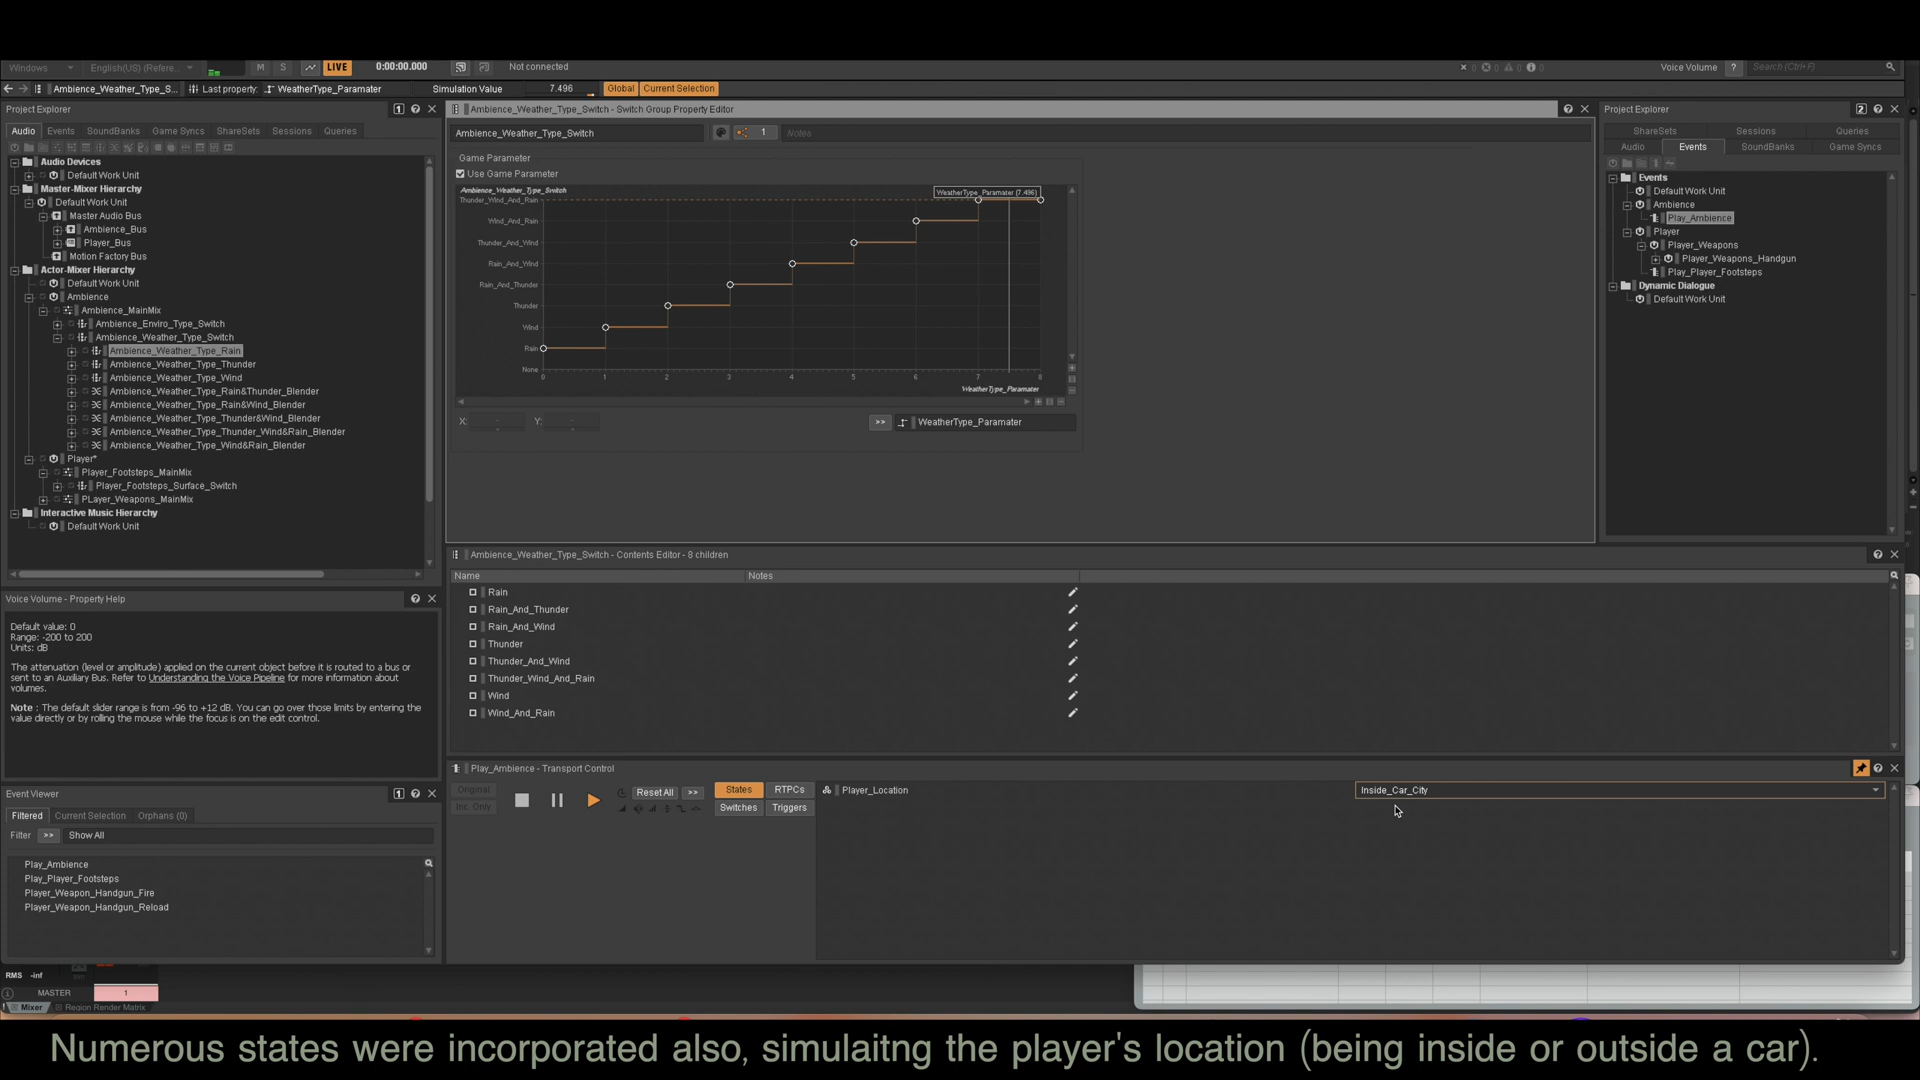 Windows English(US) (Refere... M S LIVE 0:00:00.000 Not connected Voice Volume ? Search (Ctrl+F)
Ambience_Weather_Type_S... Last property: WeatherType_Paramater Simulation Value 7.496 Global Current Selection
Project Explorer 1
Audio Events SoundBanks Game Syncs ShareSets Sessions Queries
Audio Devices
Default Work Unit
Master-Mixer Hierarchy
Default Work Unit
Master Audio Bus
Ambience_Bus
Player_Bus
Motion Factory Bus
Actor-Mixer Hierarchy
Default Work Unit
Ambience
Ambience_MainMix
Ambience_Enviro_Type_Switch
Ambience_Weather_Type_Switch
Ambience_Weather_Type_Rain
Ambience_Weather_Type_Thunder
Ambience_Weather_Type_Wind
Ambience_Weather_Type_Rain&Thunder_Blender
Ambience_Weather_Type_Rain&Wind_Blender
Ambience_Weather_Type_Thunder&Wind_Blender
Ambience_Weather_Type_Thunder_Wind&Rain_Blender
Ambience_Weather_Type_Wind&Rain_Blender
Player*
Player_Footsteps_MainMix
Player_Footsteps_Surface_Switch
PLayer_Weapons_MainMix
Interactive Music Hierarchy
Default Work Unit
Voice Volume - Property Help
Default value: 0
Range: -200 to 200
Units: dB
The attenuation (level or amplitude) applied on the current object before it is routed to a bus or
sent to an Auxiliary Bus. Refer to Understanding the Voice Pipeline for more information about
volumes.
Note : The default slider range is from -96 to +12 dB. You can go over those limits by entering the
value directly or by rolling the mouse while the focus is on the edit control.
Event Viewer 1
Filtered Current Selection Orphans (0)
Filter >> Show All
Play_Ambience
Play_Player_Footsteps
Player_Weapon_Handgun_Fire
Player_Weapon_Handgun_Reload
RMS -inf
MASTER 1
Mixer Region Render Matrix
Ambience_Weather_Type_Switch - Switch Group Property Editor
Ambience_Weather_Type_Switch 1 Notes
Game Parameter
Use Game Parameter
Ambience_Weather_Type_Switch
WeatherType_Paramater (7.496)
Thunder_Wind_And_Rain
Wind_And_Rain
Thunder_And_Wind
Rain_And_Wind
Rain_And_Thunder
Thunder
Wind
Rain
None
0 1 2 3 4 5 6 7 8
WeatherType_Paramater
X: - Y: - >> WeatherType_Paramater
Ambience_Weather_Type_Switch - Contents Editor - 8 children
Name Notes
Rain
Rain_And_Thunder
Rain_And_Wind
Thunder
Thunder_And_Wind
Thunder_Wind_And_Rain
Wind
Wind_And_Rain
Play_Ambience - Transport Control
Original Reset All >> States RTPCs Player_Location Inside_Car_City
Inc. Only Switches Triggers
Project Explorer 2
ShareSets Sessions Queries
Audio Events SoundBanks Game Syncs
Events
Default Work Unit
Ambience
Play_Ambience
Player
Player_Weapons
Player_Weapons_Handgun
Play_Player_Footsteps
Dynamic Dialogue
Default Work Unit
Numerous states were incorporated also, simulaitng the player's location (being inside or outside a car).